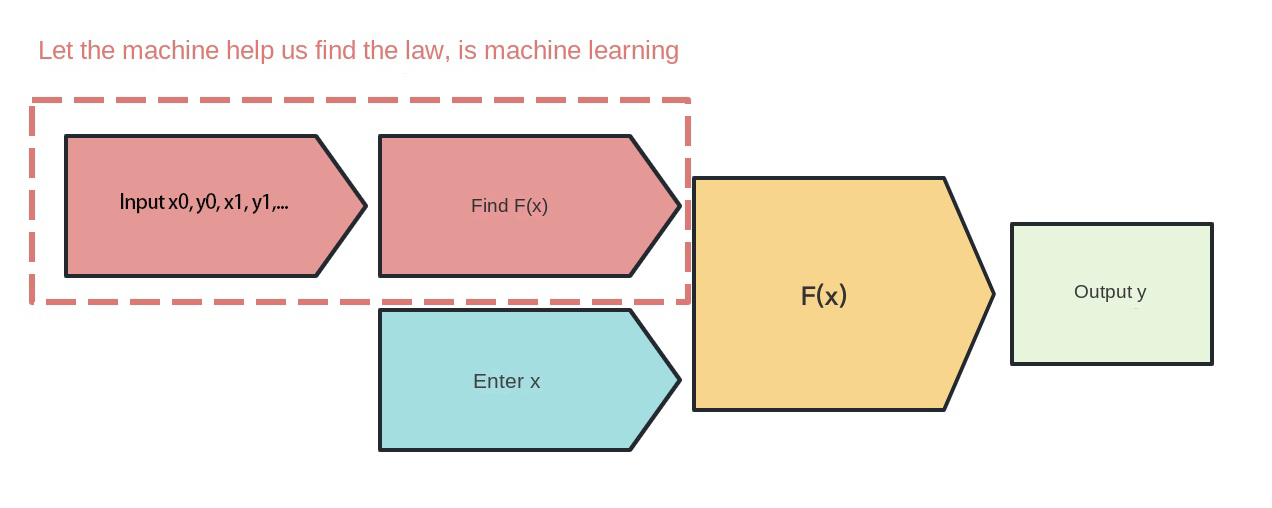 Let the machine help us find the law, is machine learning
Input x0, y0, x1, y1,...
Find F(x)
F(x)
Output y
Enter x